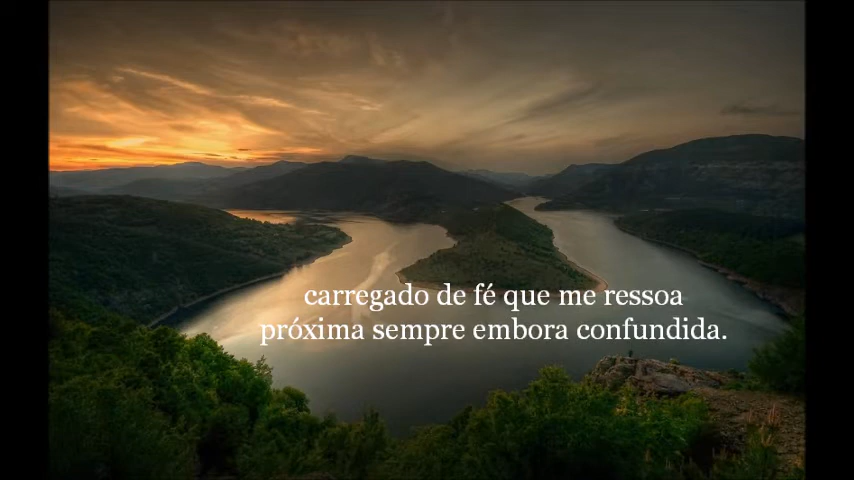 carregado de fé que me ressoa
próxima sempre embora confundida.